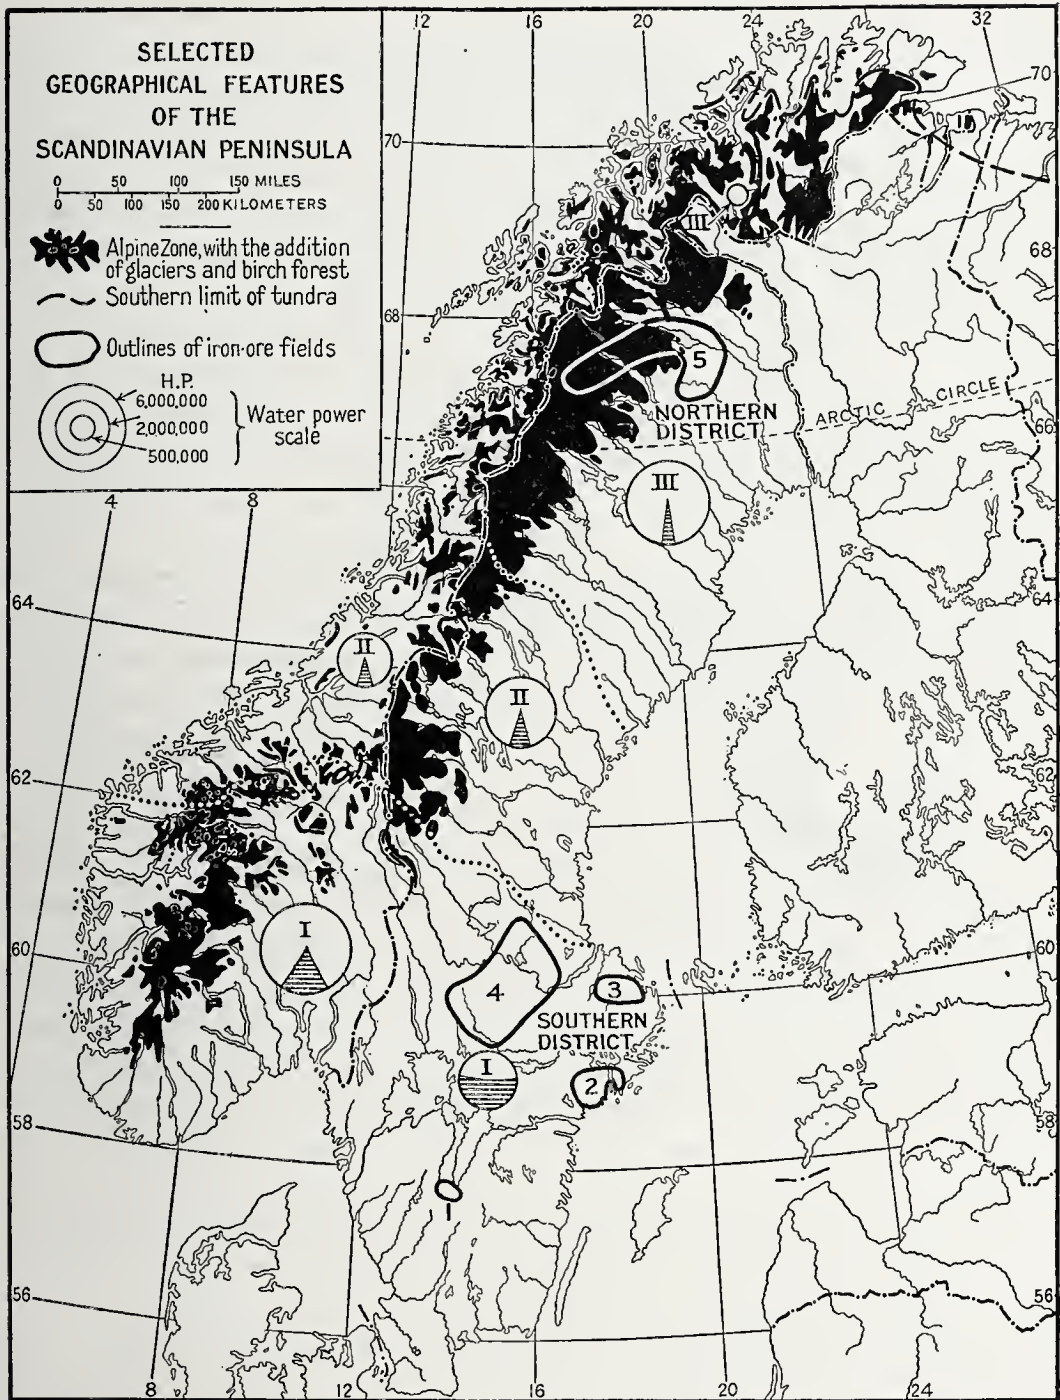 SELECTED
GEOGRAPHICAL FEATURES
OF THE
SCANDINAVIAN PENINSULA
0 50 100 150 MILES
0 50 100 150 200 KILOMETERS
Alpine Zone, with the addition
of glaciers and birch forest
Southern limit of tundra
Outlines of iron-ore fields
H.P.
6,000,000
2,000,000
500,000
Water power
scale
12 16 20 24 32
70
70
III
68
68
5
NORTHERN
DISTRICT
ARCTIC CIRCLE
66
III
4 8
64
64
II
II
62
62
I
60
60
4
3
SOUTHERN
DISTRICT
I
2
58
58
I
56
56
8 12 16 20 24